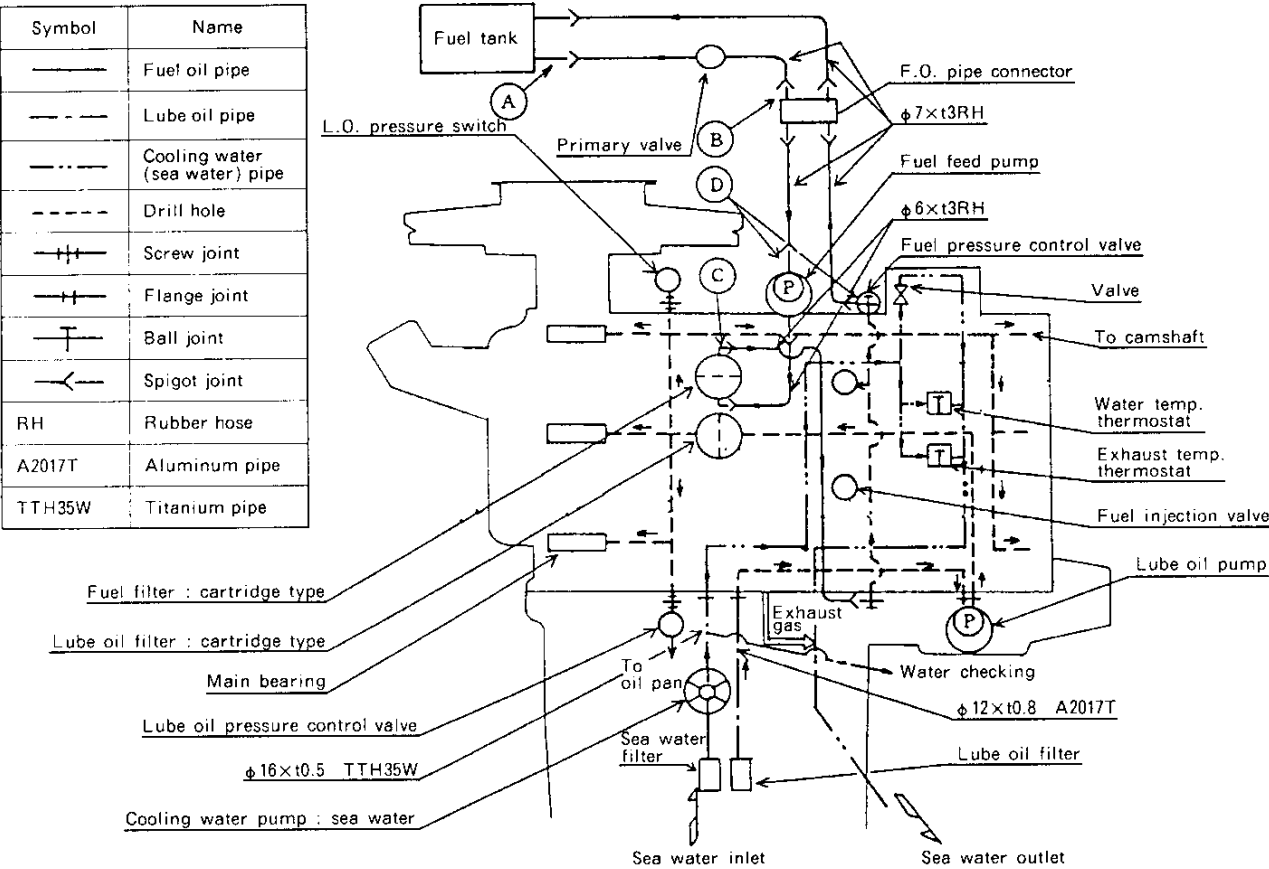 Symbol Name
Fuel oil pipe
Lube oil pipe
Cooling water
(sea water) pipe
Drill hole
Screw joint
Flange joint
Ball joint
Spigot joint
RH Rubber hose
A2017T Aluminum pipe
TTH35W Titanium pipe
Fuel tank
A
L.O. pressure switch
Primary valve
B
D
C
F.O. pipe connector
φ7×t3RH
Fuel feed pump
φ6×t3RH
Fuel pressure control valve
P
Valve
To camshaft
Water temp.
thermostat
Exhaust temp.
thermostat
Fuel injection valve
Lube oil pump
P
Fuel filter : cartridge type
Lube oil filter : cartridge type
Main bearing
Lube oil pressure control valve
φ16×t0.5 TTH35W
Cooling water pump : sea water
To
oil pan
Exhaust
gas
Water checking
φ12×t0.8 A2017T
Sea water
filter
Lube oil filter
Sea water inlet
Sea water outlet